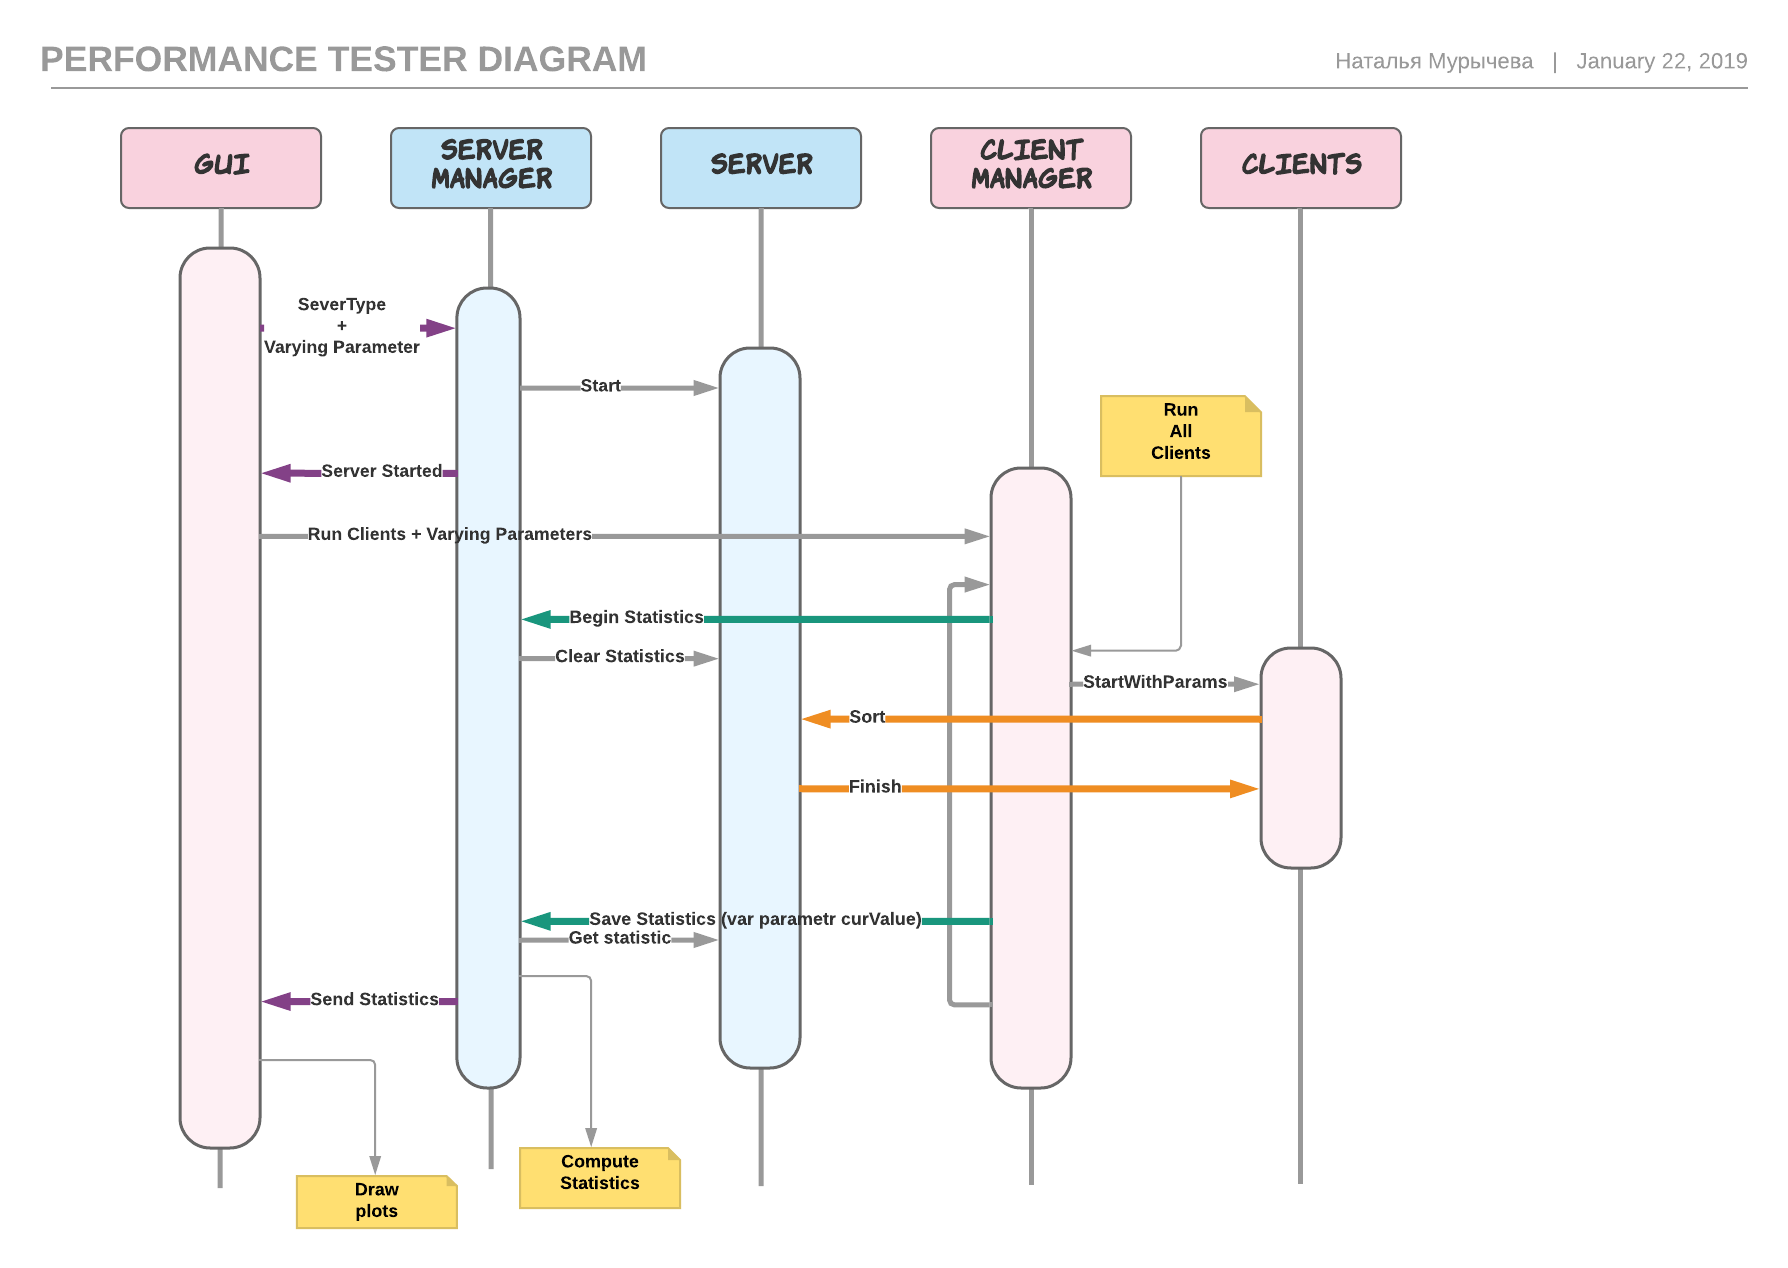 PERFORMANCE TESTER DIAGRAM
Наталья Мурычева | January 22, 2019
GUI
SERVER
MANAGER
SERVER
CLIENT
MANAGER
CLIENTS
SeverType
+
Varying Parameter
Start
Run
All
Clients
Server Started
Run Clients + Varying Parameters
Begin Statistics
Clear Statistics
StartWithParams
Sort
Finish
Save Statistics (var parametr curValue)
Get statistic
Send Statistics
Compute
Statistics
Draw
plots